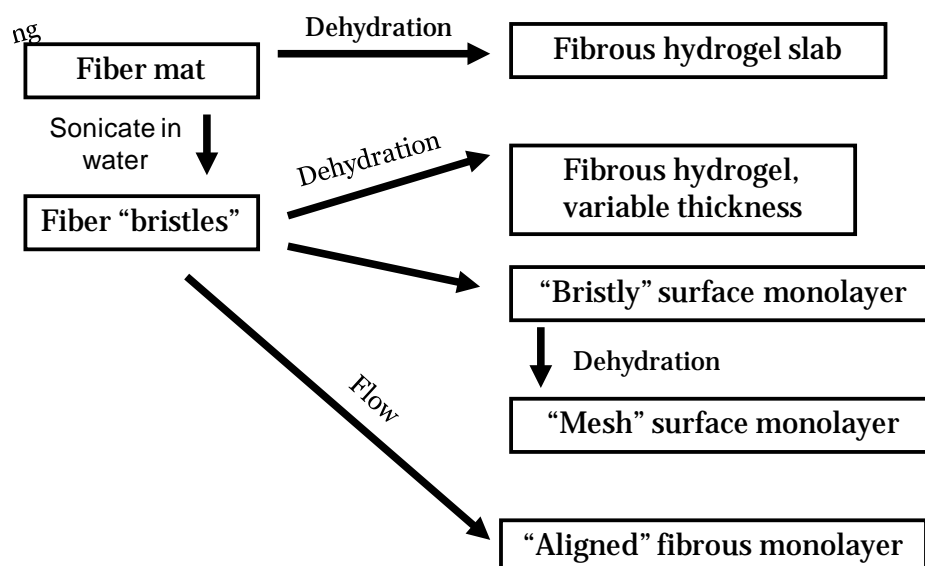 ng
Fiber mat
Dehydration
Fibrous hydrogel slab
Sonicate in
water
Fiber “bristles”
Dehydration
Fibrous hydrogel,
variable thickness
“Bristly” surface monolayer
Dehydration
“Mesh” surface monolayer
Flow
“Aligned” fibrous monolayer